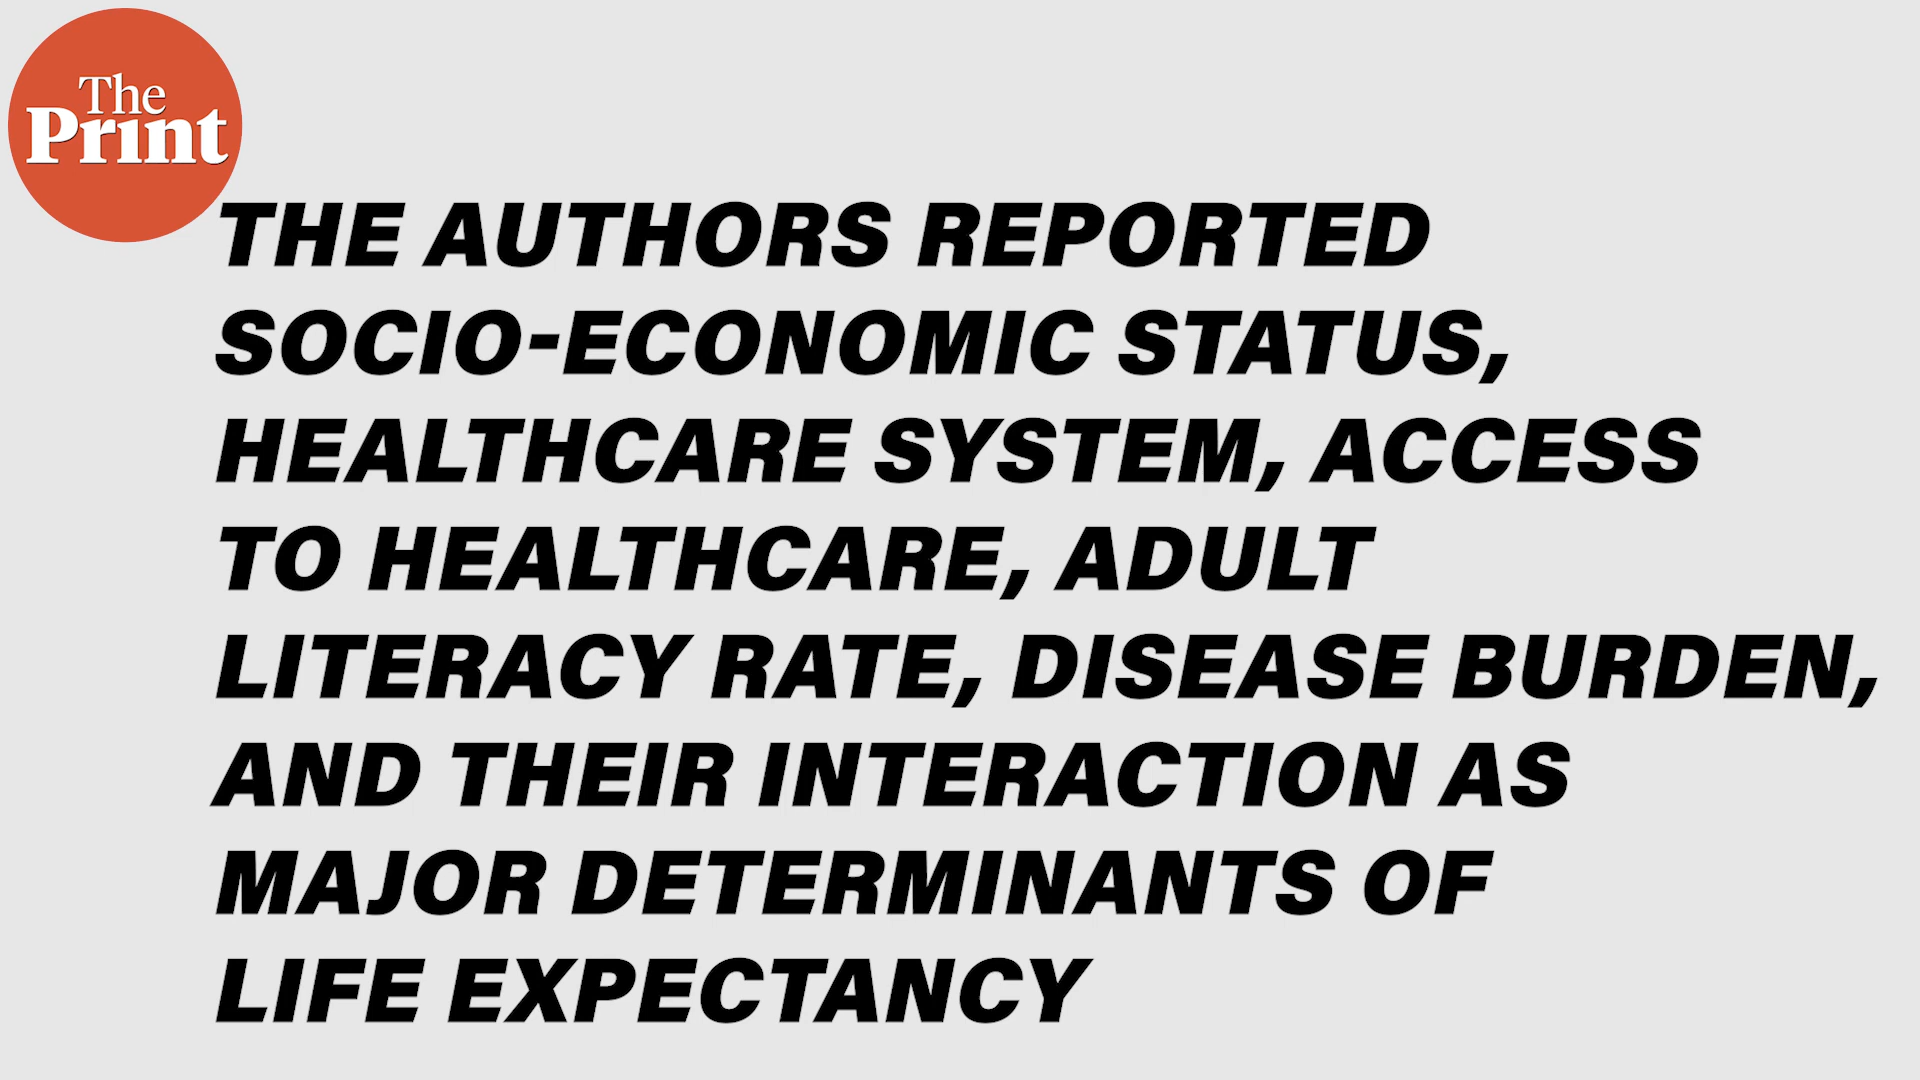 The
Print
THE AUTHORS REPORTED
SOCIO-ECONOMIC STATUS,
HEALTHCARE SYSTEM, ACCESS
TO HEALTHCARE, ADULT
LITERACY RATE, DISEASE BURDEN,
AND THEIR INTERACTION AS
MAJOR DETERMINANTS OF
LIFE EXPECTANCY